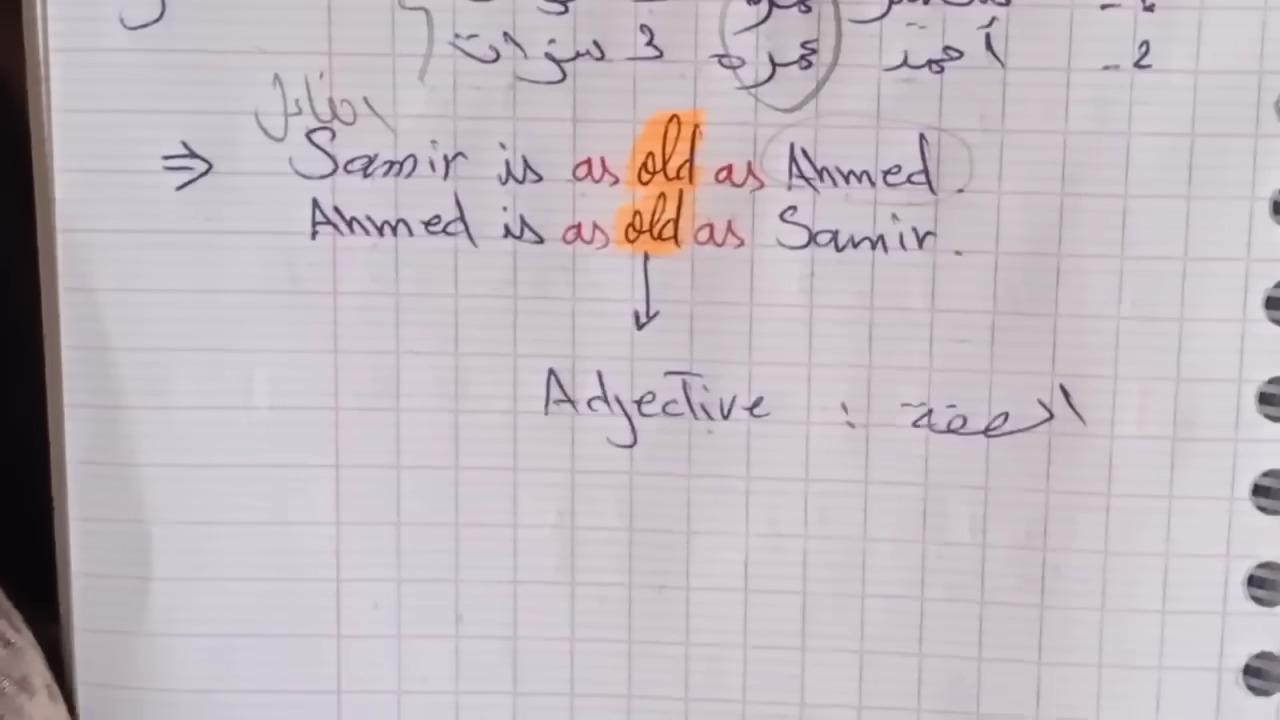 2- أحمد عمره 3 سنوات
⇒ Samir is as old as Ahmed.
Ahmed is as old as Samir.
↓
Adjective : الصفة